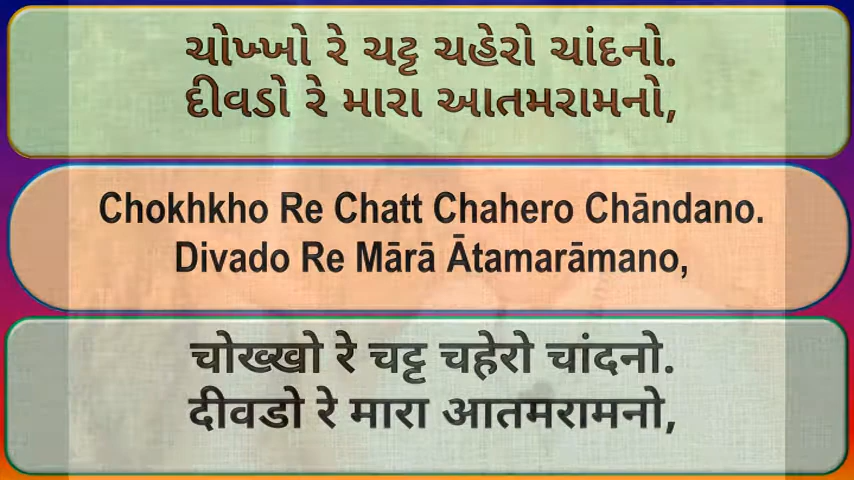 ચોખ્ખો રે ચટ્ટ ચહેરો ચાંદનો.
દીવડો રે મારા આતમરામનો,
Chokhkho Re Chatt Chahero Chāndano.
Divado Re Mārā Ātamarāmano,
चोख्खो रे चट्ट चहेरो चांदनो.
दीवडो रे मारा आतमरामनो,